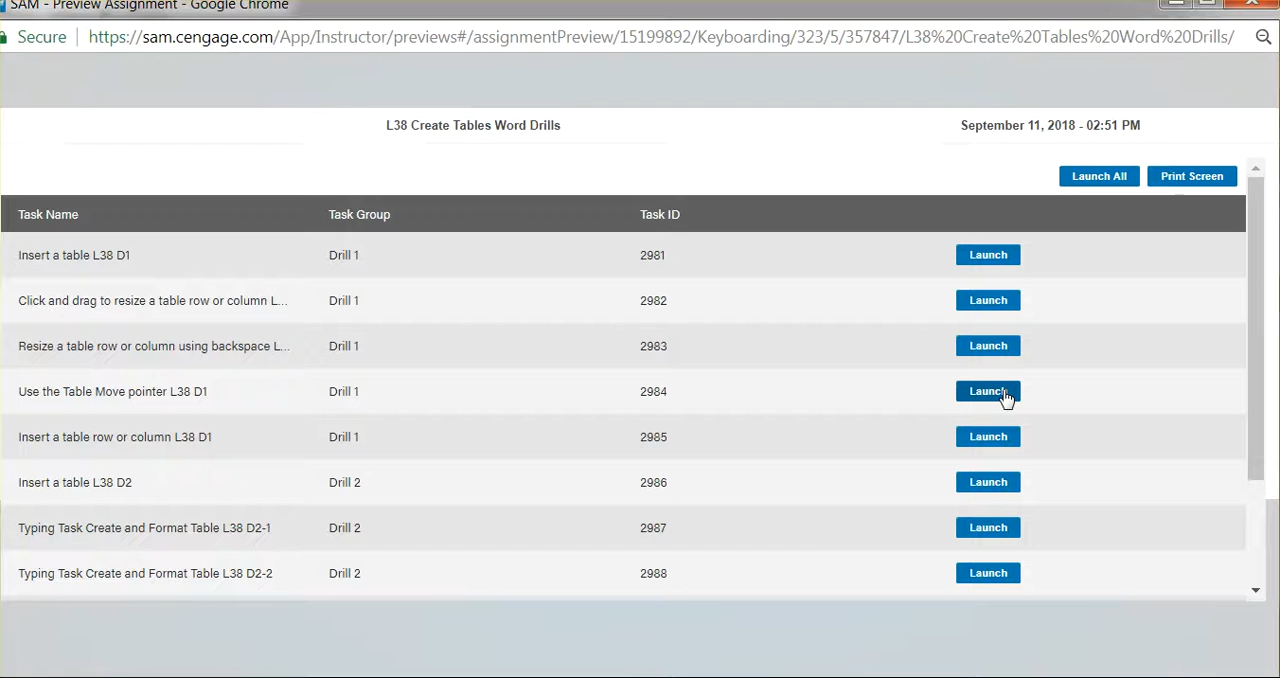 SAM - Preview Assignment - Google Chrome
Secure https://sam.cengage.com/App/Instructor/previews#/assignmentPreview/15199892/Keyboarding/323/5/357847/L38%20Create%20Tables%20Word%20Drills/
L38 Create Tables Word Drills September 11, 2018 - 02:51 PM
Launch All Print Screen
Task Name Task Group Task ID
Insert a table L38 D1 Drill 1 2981 Launch
Click and drag to resize a table row or column L... Drill 1 2982 Launch
Resize a table row or column using backspace L... Drill 1 2983 Launch
Use the Table Move pointer L38 D1 Drill 1 2984 Launch
Insert a table row or column L38 D1 Drill 1 2985 Launch
Insert a table L38 D2 Drill 2 2986 Launch
Typing Task Create and Format Table L38 D2-1 Drill 2 2987 Launch
Typing Task Create and Format Table L38 D2-2 Drill 2 2988 Launch